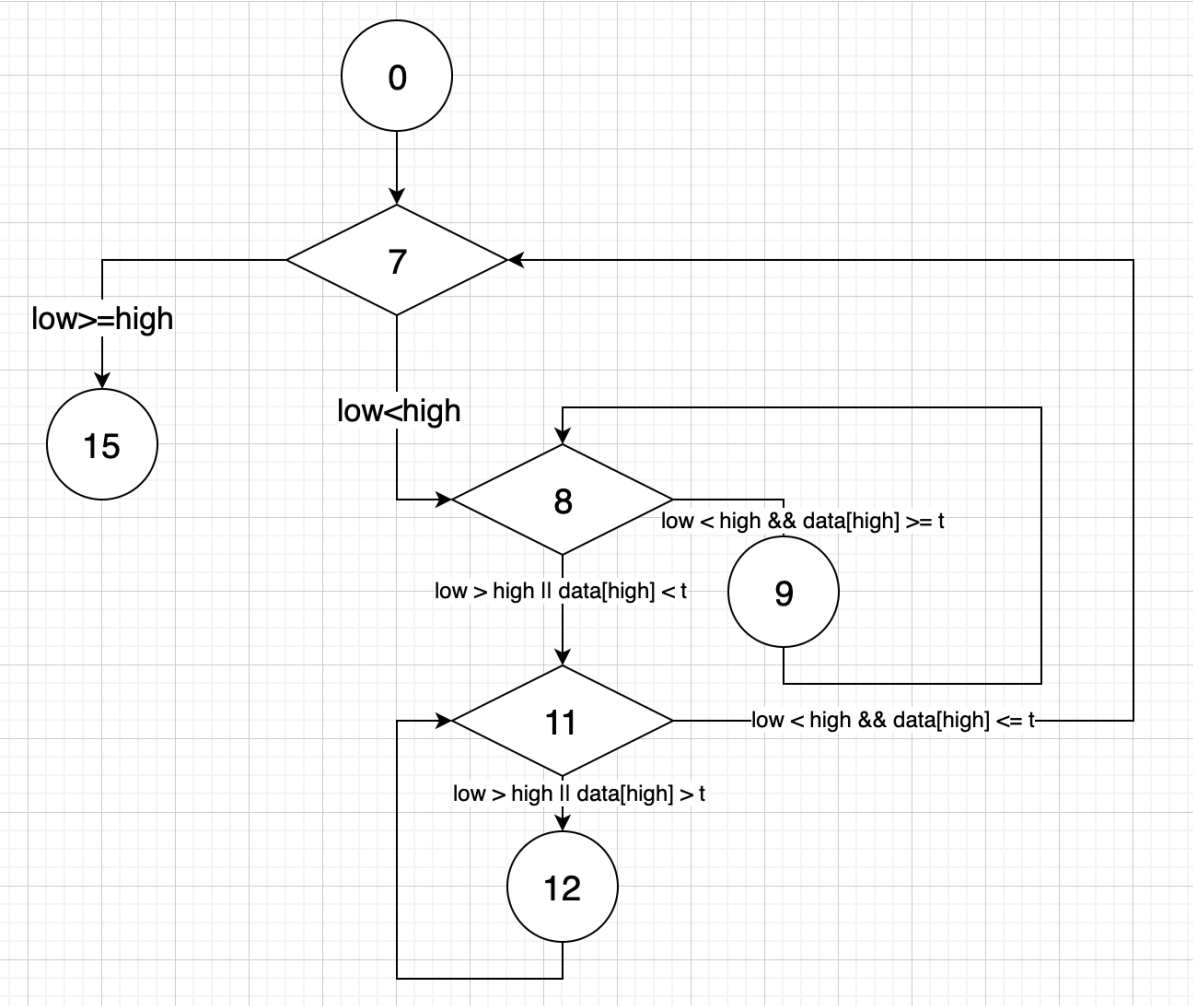 0
7
low>=high
low<high
15
8
low < high && data[high] >= t
low > high || data[high] < t
9
11
low < high && data[high] <= t
low > high || data[high] > t
12